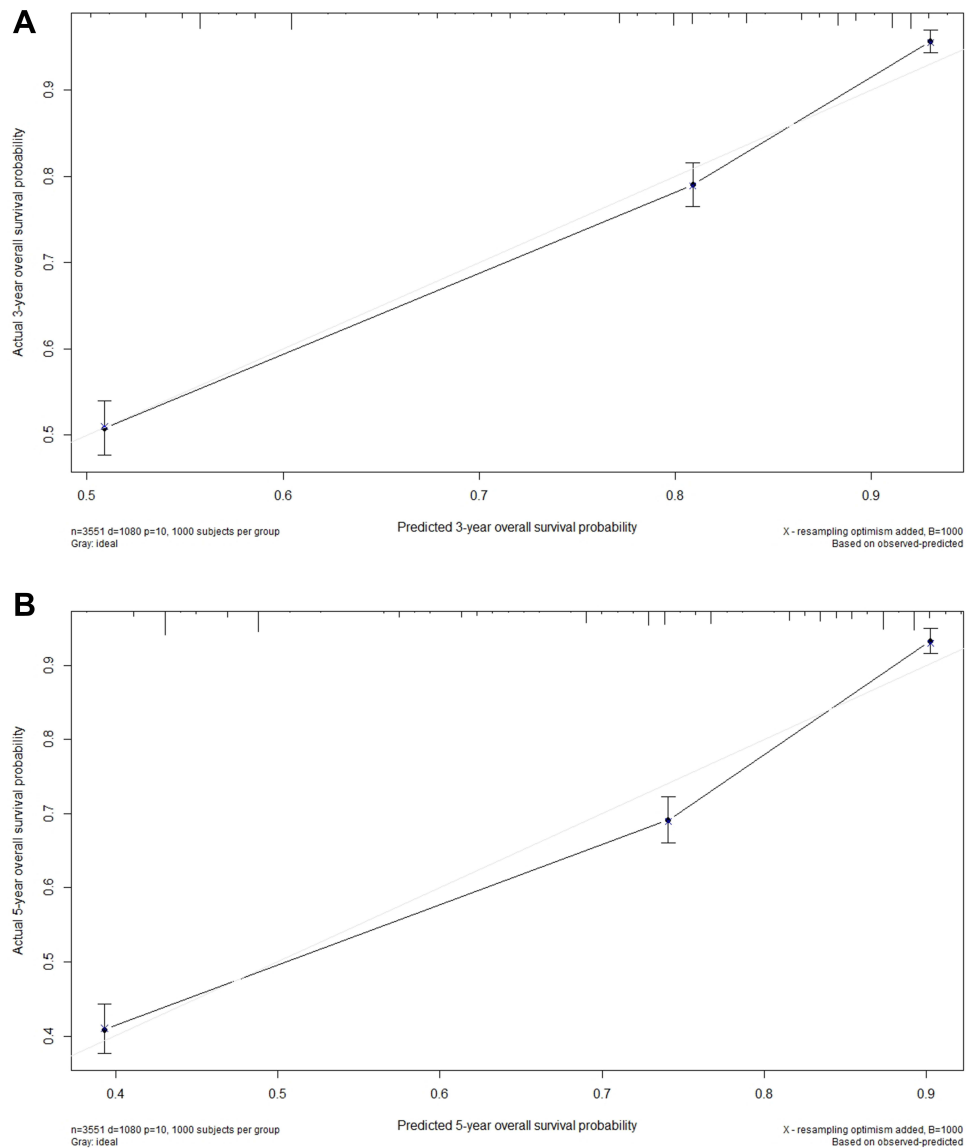 A
0.9
0.8
0.7
0.6
0.5
Actual 3-year overall survival probability
0.5 0.6 0.7 0.8 0.9
Predicted 3-year overall survival probability
n=3551 d=1080 p=10, 1000 subjects per group
Gray: ideal
X - resampling optimism added, B=1000
Based on observed-predicted
B
0.9
0.8
0.7
0.6
0.5
0.4
Actual 5-year overall survival probability
0.4 0.5 0.6 0.7 0.8 0.9
Predicted 5-year overall survival probability
n=3551 d=1080 p=10, 1000 subjects per group
Gray: ideal
X - resampling optimism added, B=1000
Based on observed-predicted